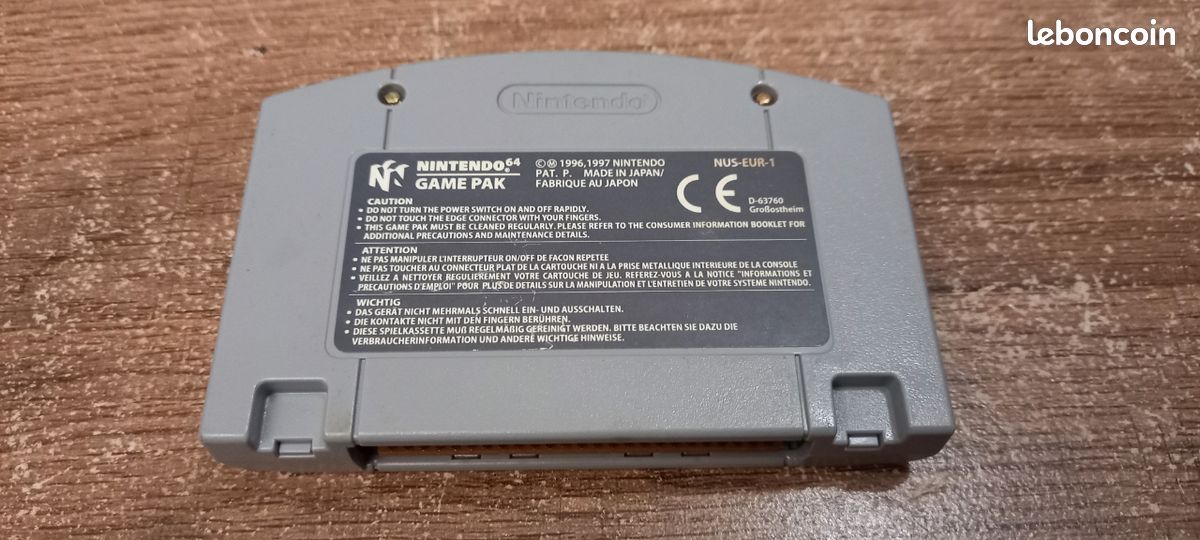 leboncoin
Nintendo
NINTENDO 64
GAME PAK
©Ⓜ 1996,1997 NINTENDO
PAT. P. MADE IN JAPAN/
FABRIQUE AU JAPON
NUS-EUR-1
CE
D-63760
Großostheim
CAUTION
• DO NOT TURN THE POWER SWITCH ON AND OFF RAPIDLY.
• DO NOT TOUCH THE EDGE CONNECTOR WITH YOUR FINGERS.
• THIS GAME PAK MUST BE CLEANED REGULARLY. PLEASE REFER TO THE CONSUMER INFORMATION BOOKLET FOR
ADDITIONAL PRECAUTIONS AND MAINTENANCE DETAILS.
ATTENTION
• NE PAS MANIPULER L'INTERRUPTEUR ON/OFF DE FACON REPETEE
• NE PAS TOUCHER AU CONNECTEUR PLAT DE LA CARTOUCHE NI A LA PRISE METALLIQUE INTERIEURE DE LA CONSOLE
• VEILLEZ A NETTOYER REGULIEREMENT VOTRE CARTOUCHE DE JEU. REFEREZ-VOUS A LA NOTICE "INFORMATIONS ET
PRECAUTIONS D'EMPLOI" POUR PLUS DE DETAILS SUR LA MANIPULATION ET L'ENTRETIEN DE VOTRE SYSTEME NINTENDO.
WICHTIG
• DAS GERÄT NICHT MEHRMALS SCHNELL EIN- UND AUSSCHALTEN.
• DIE KONTAKTE NICHT MIT DEN FINGERN BERÜHREN.
• DIESE SPIELKASSETTE MUß REGELMÄßIG GEREINIGT WERDEN. BITTE BEACHTEN SIE DAZU DIE
VERBRAUCHERINFORMATION UND ANDERE WICHTIGE HINWEISE.